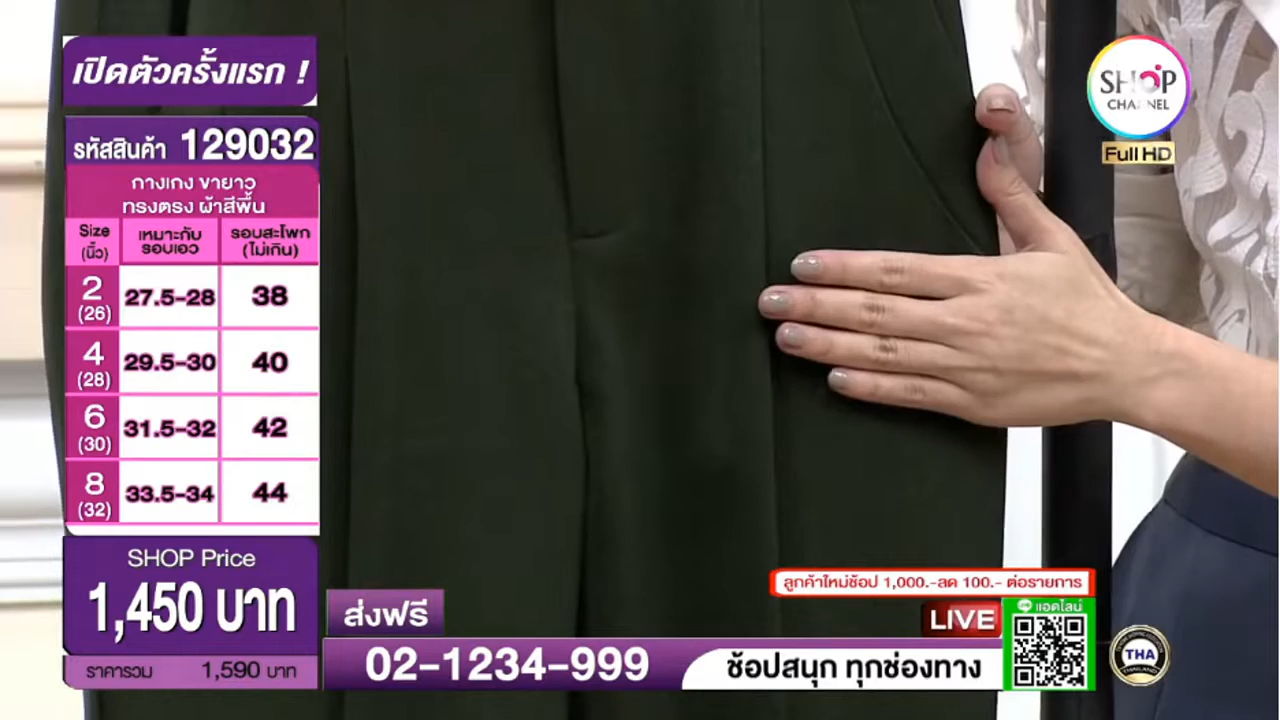 เปิดตัวครั้งแรก !
รหัสสินค้า 129032
กางเกง ขายาว
ทรงตรง ผ้าสีพื้น
Size (นิ้ว) เหมาะกับรอบเอว รอบสะโพก (ไม่เกิน)
2 (26) 27.5-28 38
4 (28) 29.5-30 40
6 (30) 31.5-32 42
8 (32) 33.5-34 44
SHOP Price
1,450 บาท
ราคารวม 1,590 บาท
ส่งฟรี
02-1234-999
ช้อปสนุก ทุกช่องทาง
ลูกค้าใหม่ช้อป 1,000.-ลด 100.- ต่อรายการ
LIVE
แอดไลน์
SHOP
CHANNEL
Full HD
THA